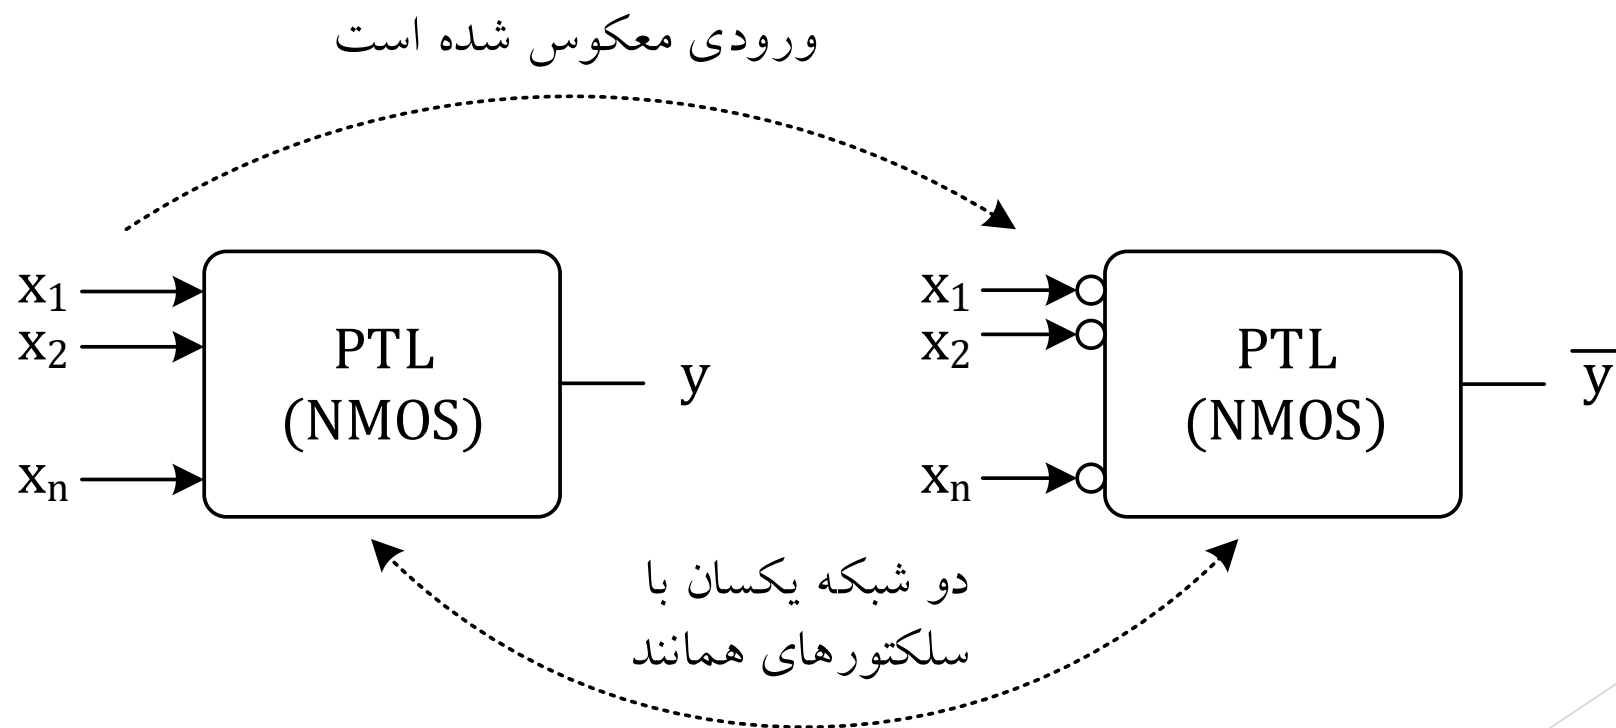 ورودی معکوس شده است
x₁
x₂
xₙ
PTL
(NMOS)
y
x₁
x₂
xₙ
PTL
(NMOS)
y̅
دو شبکه یکسان با
سلکتورهای همانند